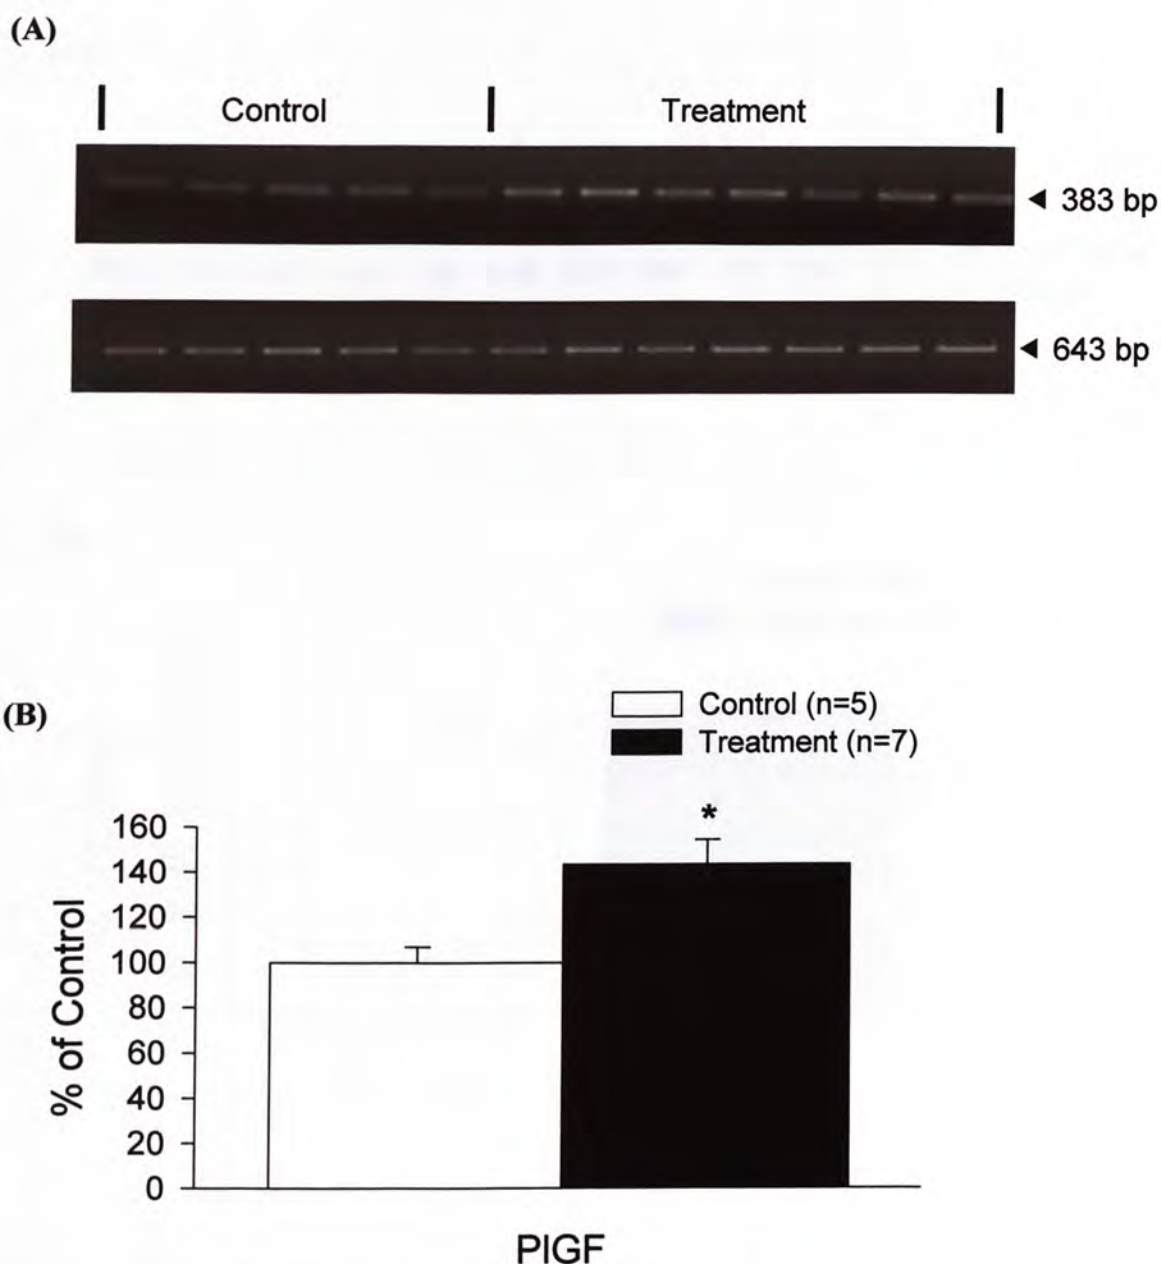 (A)
Control Treatment
◄ 383 bp
◄ 643 bp
(B)
Control (n=5)
Treatment (n=7)
*
160
140
120
100
80
60
40
20
0
% of Control
PlGF